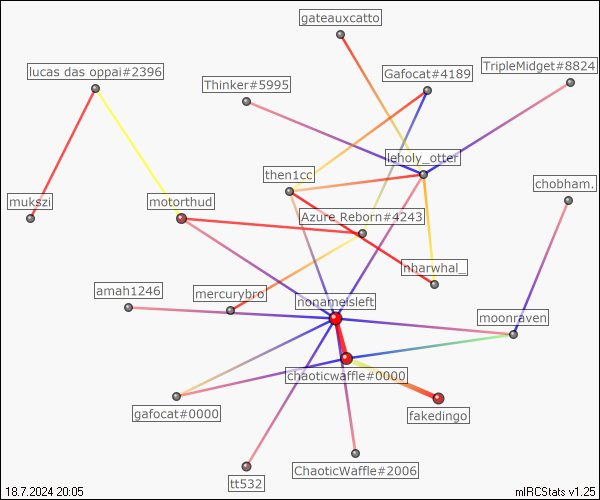 gateauxcatto
lucas das oppai#2396
Thinker#5995
Gafocat#4189
TripleMidget#8824
leholy_otter
then1cc
chobham.
mukszi
motorthud
Azure Reborn#4243
nharwhal_
amah1246
mercurybro
nonameisleft
moonraven
chaoticwaffle#0000
gafocat#0000
fakedingo
tt532
ChaoticWaffle#2006
18.7.2024 20:05
mIRCStats v1.25